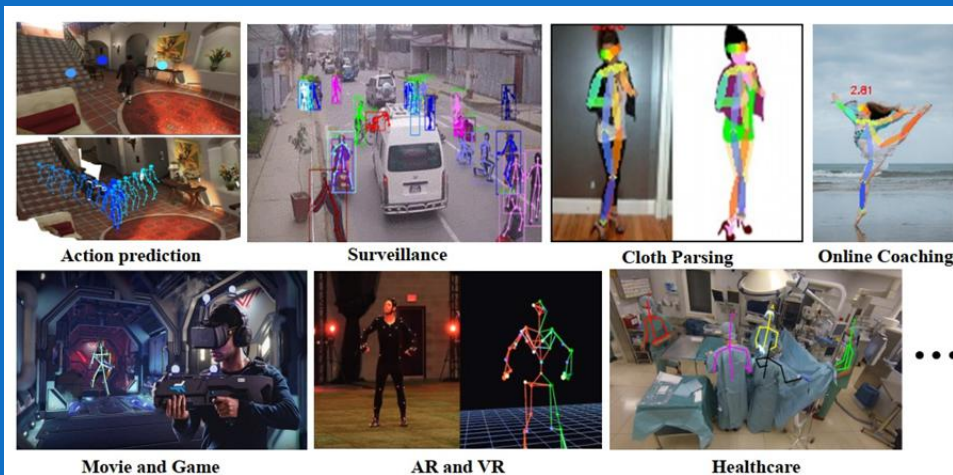 2.81
Action prediction
Surveillance
Cloth Parsing
Online Coaching
Movie and Game
AR and VR
Healthcare
•••